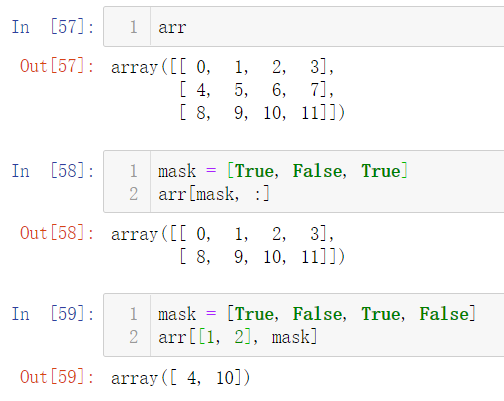 In [57]: 1 arr
Out[57]: array([[ 0, 1, 2, 3],
[ 4, 5, 6, 7],
[ 8, 9, 10, 11]])
In [58]: 1 mask = [True, False, True]
2 arr[mask, :]
Out[58]: array([[ 0, 1, 2, 3],
[ 8, 9, 10, 11]])
In [59]: 1 mask = [True, False, True, False]
2 arr[[1, 2], mask]
Out[59]: array([ 4, 10])